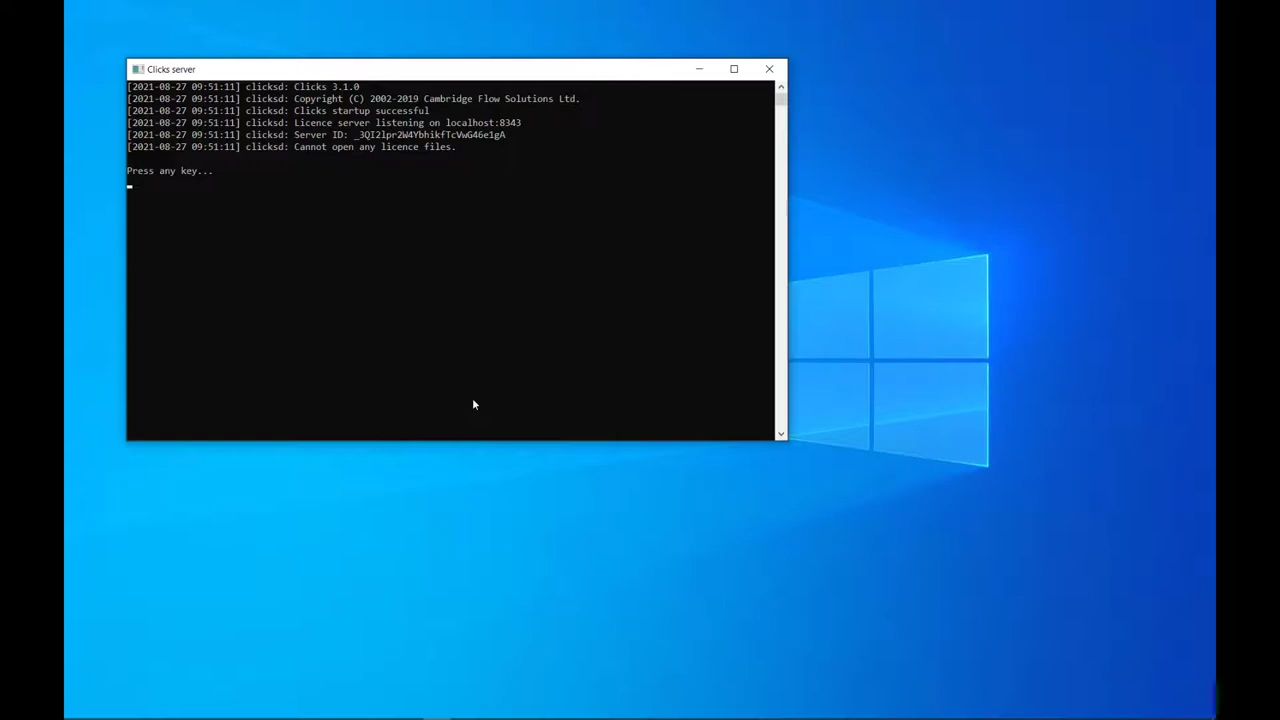 Clicks server
[2021-08-27 09:51:11] clicksd: Clicks 3.1.0
[2021-08-27 09:51:11] clicksd: Copyright (C) 2002-2019 Cambridge Flow Solutions Ltd.
[2021-08-27 09:51:11] clicksd: Clicks startup successful
[2021-08-27 09:51:11] clicksd: Licence server listening on localhost:8343
[2021-08-27 09:51:11] clicksd: Server ID: _3QI2lpr2W4YbhikfTcVwG46e1gA
[2021-08-27 09:51:11] clicksd: Cannot open any licence files.
Press any key...